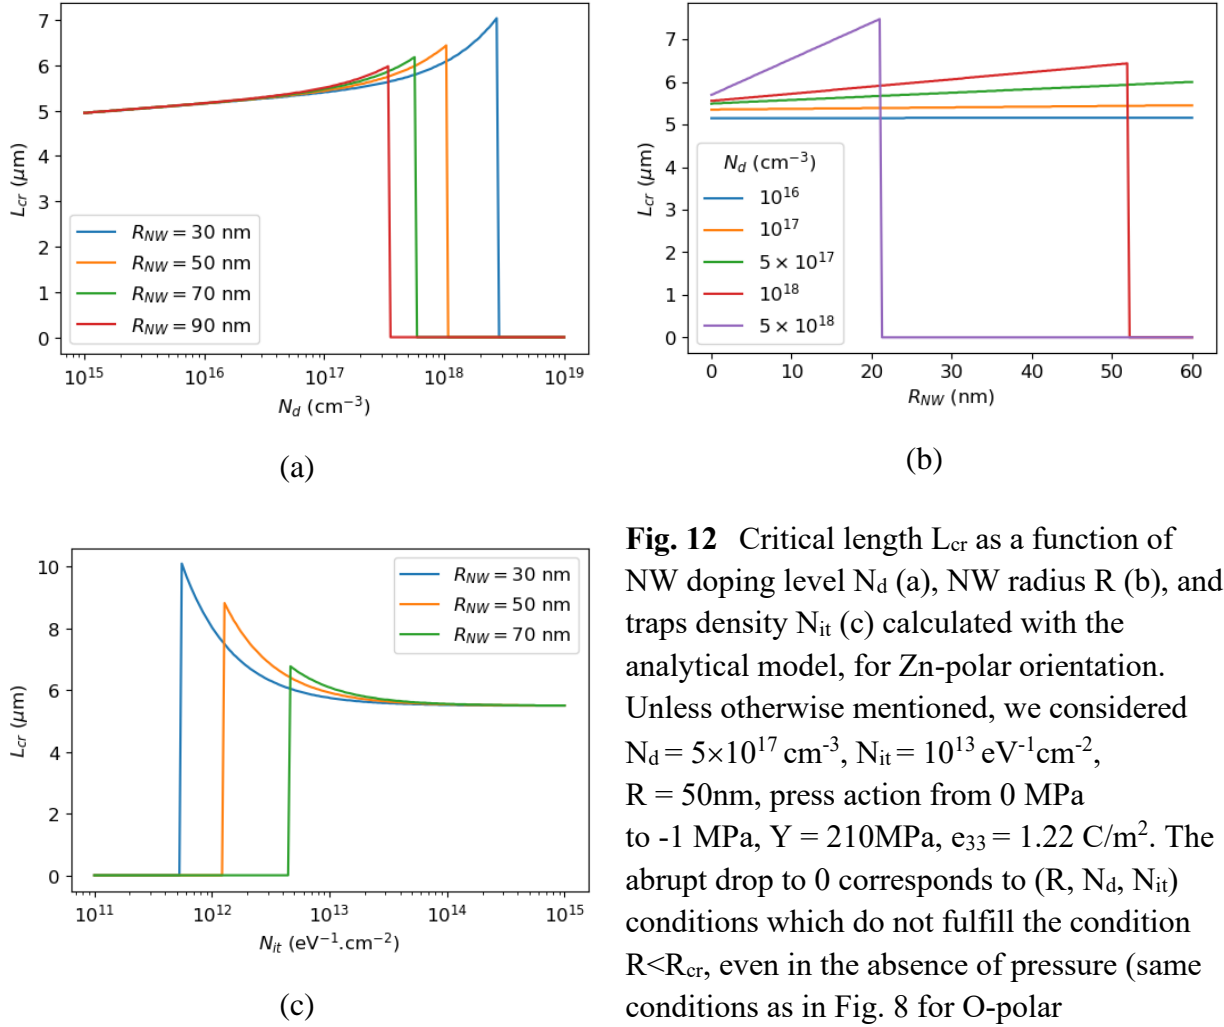 7
6
5
4
3
2
1
0
L_cr (μm)
R_NW = 30 nm
R_NW = 50 nm
R_NW = 70 nm
R_NW = 90 nm
10^15 10^16 10^17 10^18 10^19
N_d (cm^−3)
(a)
7
6
5
4
3
2
1
0
L_cr (μm)
N_d (cm^−3)
10^16
10^17
5 × 10^17
10^18
5 × 10^18
0 10 20 30 40 50 60
R_NW (nm)
(b)
10
8
6
4
2
0
L_cr (μm)
R_NW = 30 nm
R_NW = 50 nm
R_NW = 70 nm
10^11 10^12 10^13 10^14 10^15
N_it (eV^−1.cm^−2)
(c)
Fig. 12 Critical length L_cr as a function of
NW doping level N_d (a), NW radius R (b), and
traps density N_it (c) calculated with the
analytical model, for Zn-polar orientation.
Unless otherwise mentioned, we considered
N_d = 5×10^17 cm^-3, N_it = 10^13 eV^-1cm^-2,
R = 50nm, press action from 0 MPa
to -1 MPa, Y = 210MPa, e_33 = 1.22 C/m^2. The
abrupt drop to 0 corresponds to (R, N_d, N_it)
conditions which do not fulfill the condition
R<R_cr, even in the absence of pressure (same
conditions as in Fig. 8 for O-polar